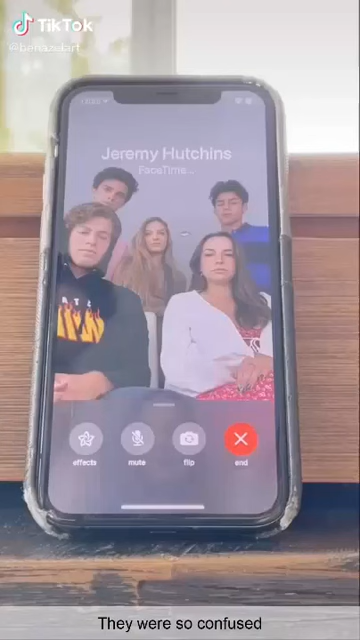 TikTok
Jeremy Hutchins
FaceTime...
effects
mute
flip
end
They were so confused